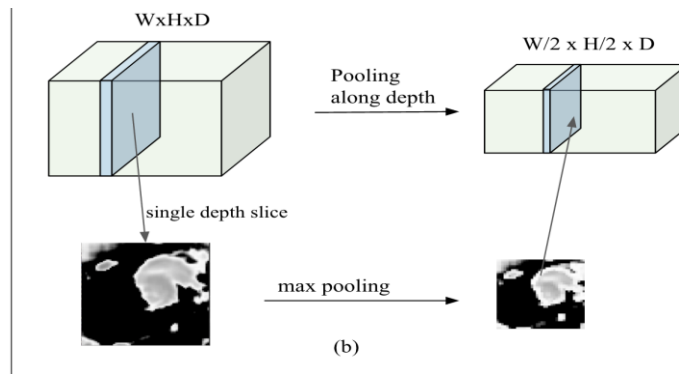 WxHxD
W/2 x H/2 x D
Pooling
along depth
single depth slice
max pooling
(b)